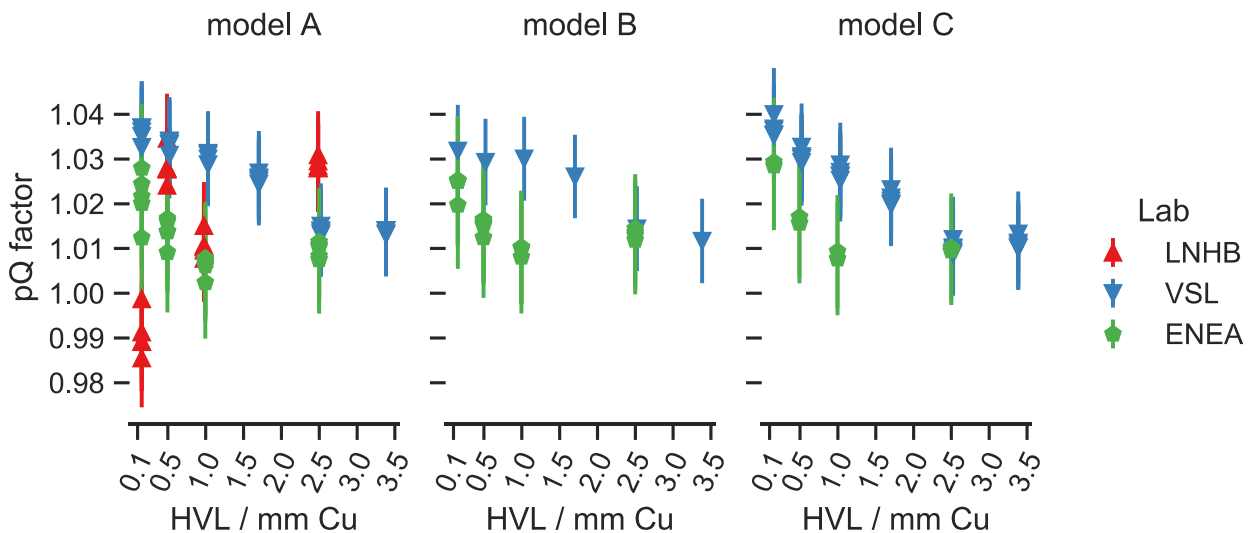 model A model B model C
pQ factor
1.04
1.03
1.02
1.01
1.00
0.99
0.98
Lab
LNHB
VSL
ENEA
0.1 0.5 1.0 1.5 2.0 2.5 3.0 3.5 0.1 0.5 1.0 1.5 2.0 2.5 3.0 3.5 0.1 0.5 1.0 1.5 2.0 2.5 3.0 3.5
HVL / mm Cu HVL / mm Cu HVL / mm Cu